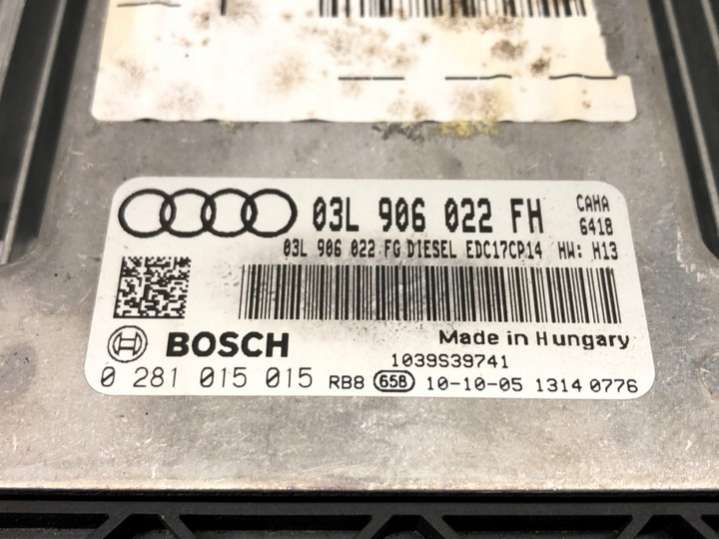 03L 906 022 FH CAHA
6418
03L 906 022 FG DIESEL EDC17CP14 HW: H13
BOSCH Made in Hungary
1039S39741
0 281 015 015 RB8 658 10-10-05 1314 0776